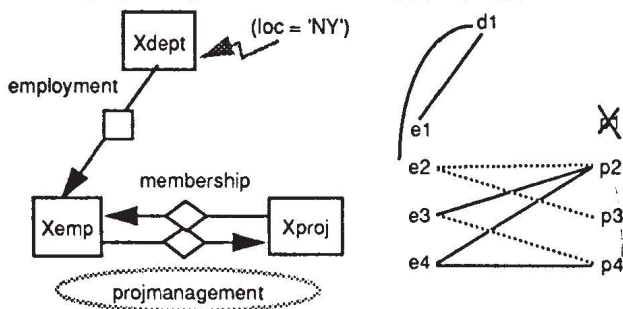 Xdept
(loc = 'NY')
employment
membership
Xemp
Xproj
projmanagement
d1
e1
p1
e2
p2
e3
p3
e4
p4